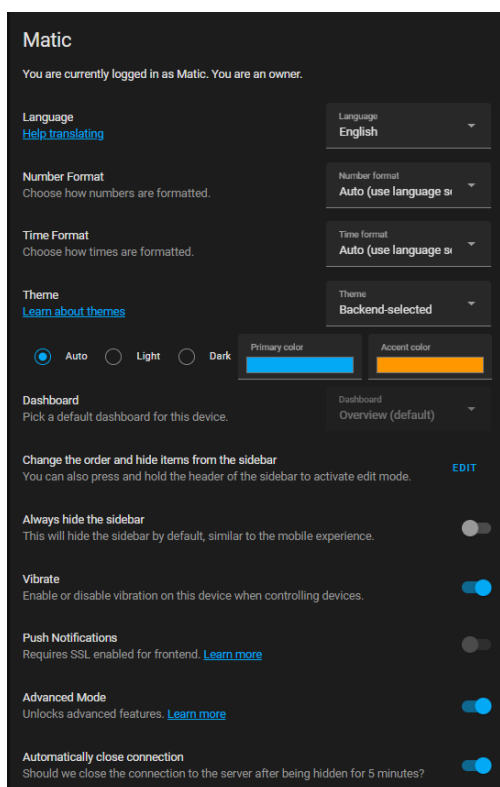 Matic
You are currently logged in as Matic. You are an owner.
Language
Help translating
Language
English
Number Format
Choose how numbers are formatted.
Number format
Auto (use language se
Time Format
Choose how times are formatted.
Time format
Auto (use language se
Theme
Learn about themes
Theme
Backend-selected
Auto Light Dark
Primary color
Accent color
Dashboard
Pick a default dashboard for this device.
Dashboard
Overview (default)
Change the order and hide items from the sidebar
You can also press and hold the header of the sidebar to activate edit mode.
EDIT
Always hide the sidebar
This will hide the sidebar by default, similar to the mobile experience.
Vibrate
Enable or disable vibration on this device when controlling devices.
Push Notifications
Requires SSL enabled for frontend. Learn more
Advanced Mode
Unlocks advanced features. Learn more
Automatically close connection
Should we close the connection to the server after being hidden for 5 minutes?